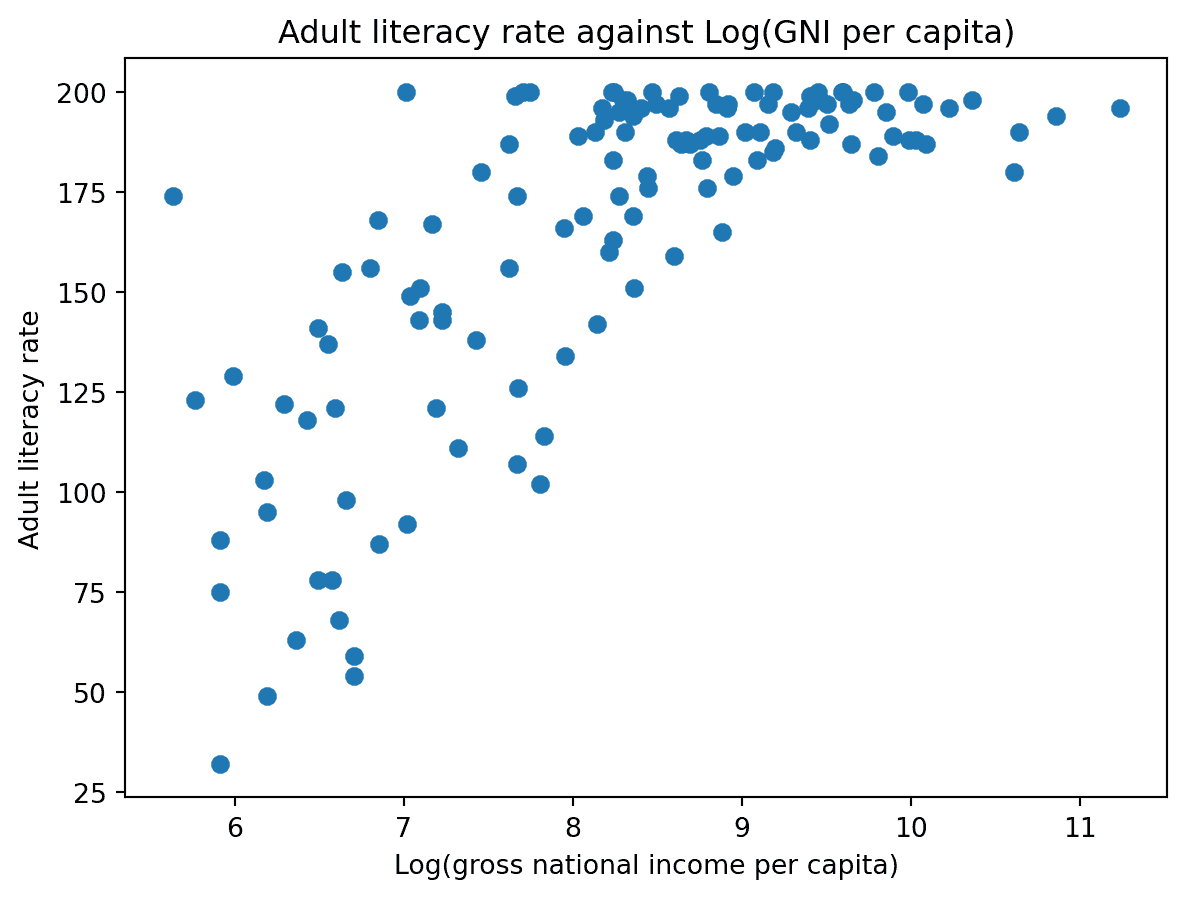 Adult literacy rate against Log(GNI per capita)
200
175
150
125
100
75
50
25
Adult literacy rate
6 7 8 9 10 11
Log(gross national income per capita)